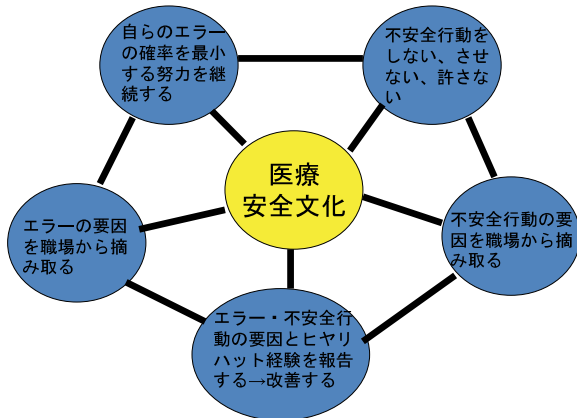 自らのエラー
の確率を最小
する努力を継
続する
不安全行動を
しない、させ
ない、許さな
い
医療
安全文化
エラーの要因
を職場から摘
み取る
不安全行動の要
因を職場から摘
み取る
エラー・不安全行
動の要因とヒヤリ
ハット経験を報告
する→改善する